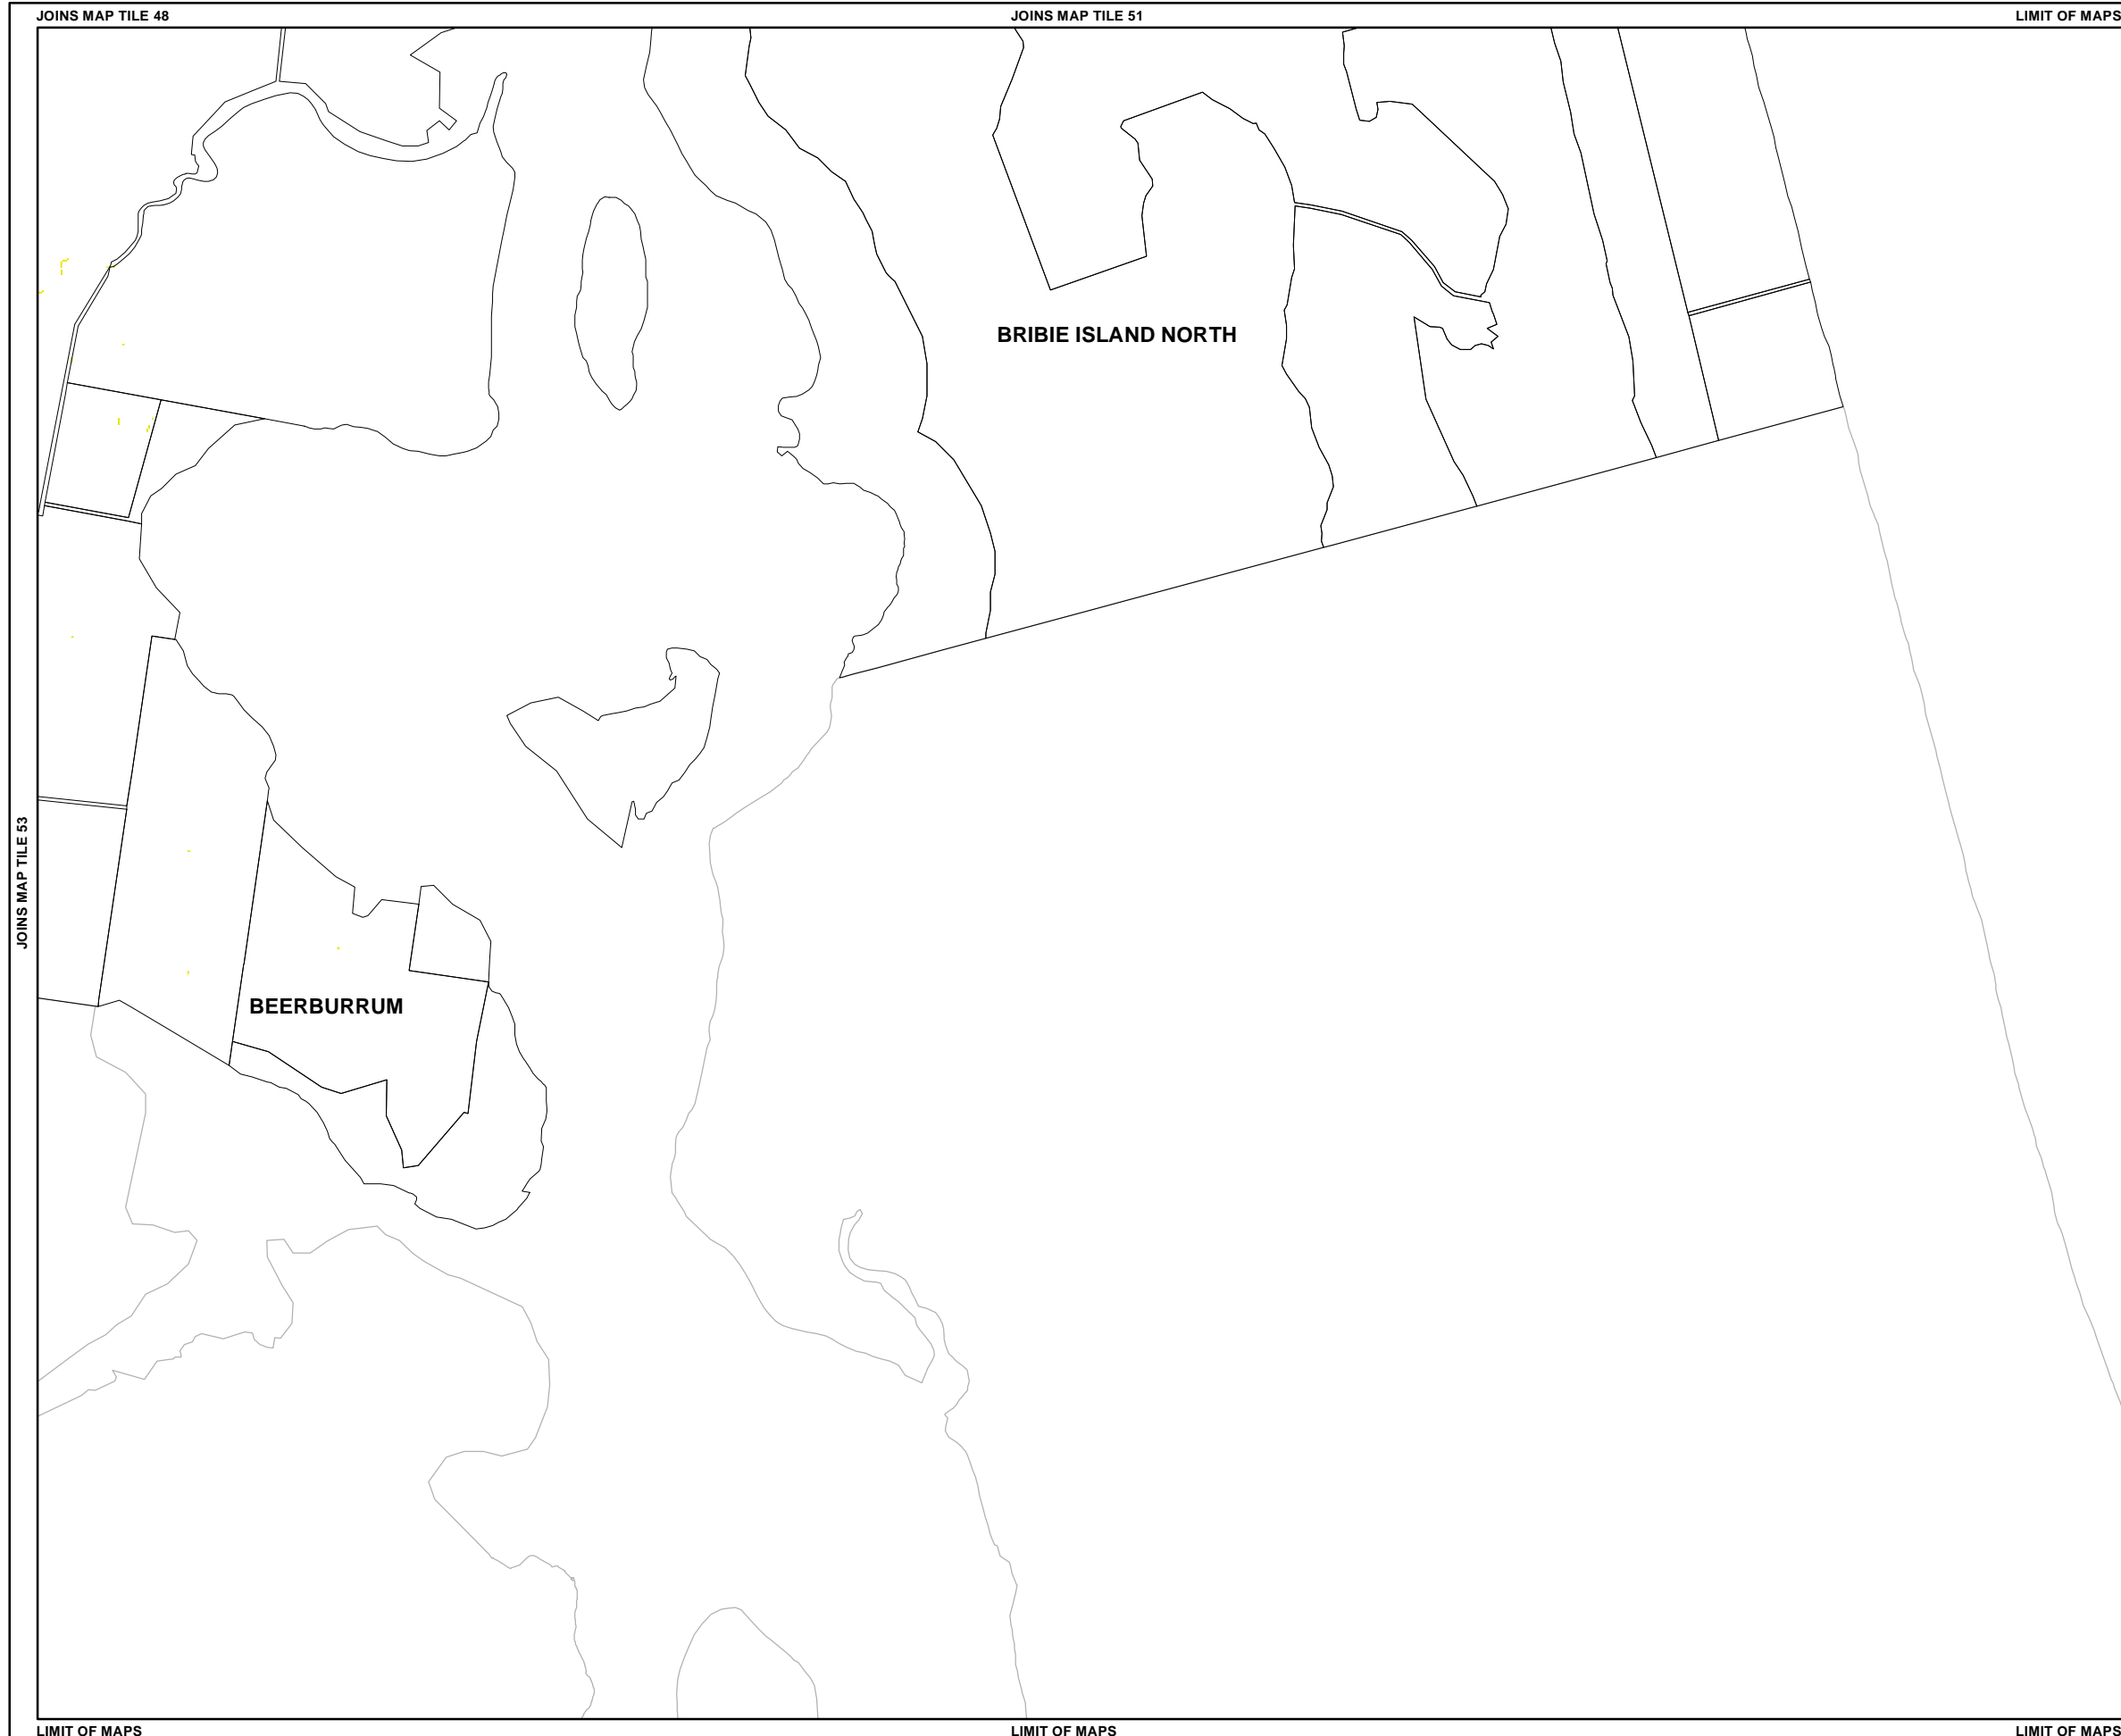 JOINS MAP TILE 48
JOINS MAP TILE 51
LIMIT OF MAPS
BRIBIE ISLAND NORTH
JOINS MAP TILE 53
BEERBURRUM
LIMIT OF MAPS
LIMIT OF MAPS
LIMIT OF MAPS